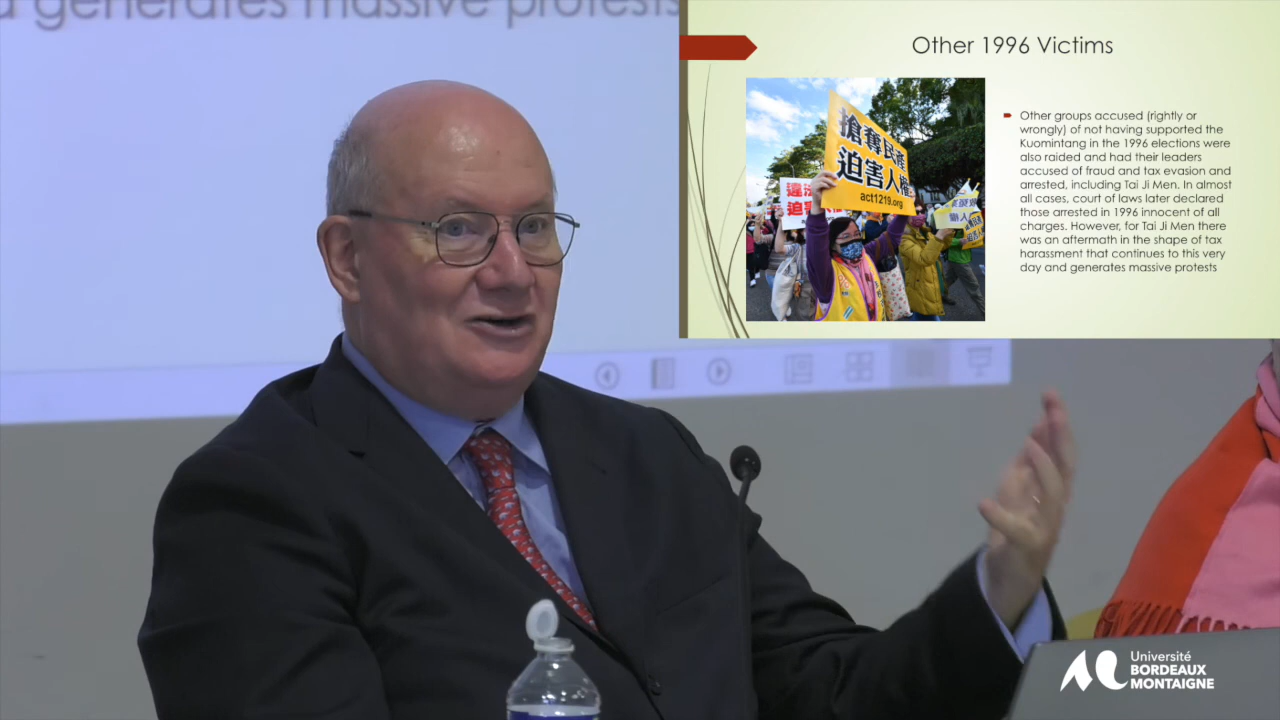 d generates massive protests
Other 1996 Victims
Other groups accused (rightly or
wrongly) of not having supported the
Kuomintang in the 1996 elections were
also raided and had their leaders
accused of fraud and tax evasion and
arrested, including Tai Ji Men. In almost
all cases, court of laws later declared
those arrested in 1996 innocent of all
charges. However, for Tai Ji Men there
was an aftermath in the shape of tax
harassment that continues to this very
day and generates massive protests
搶奪民產
迫害人權
act1219.org
違法
迫害
Université
BORDEAUX
MONTAIGNE